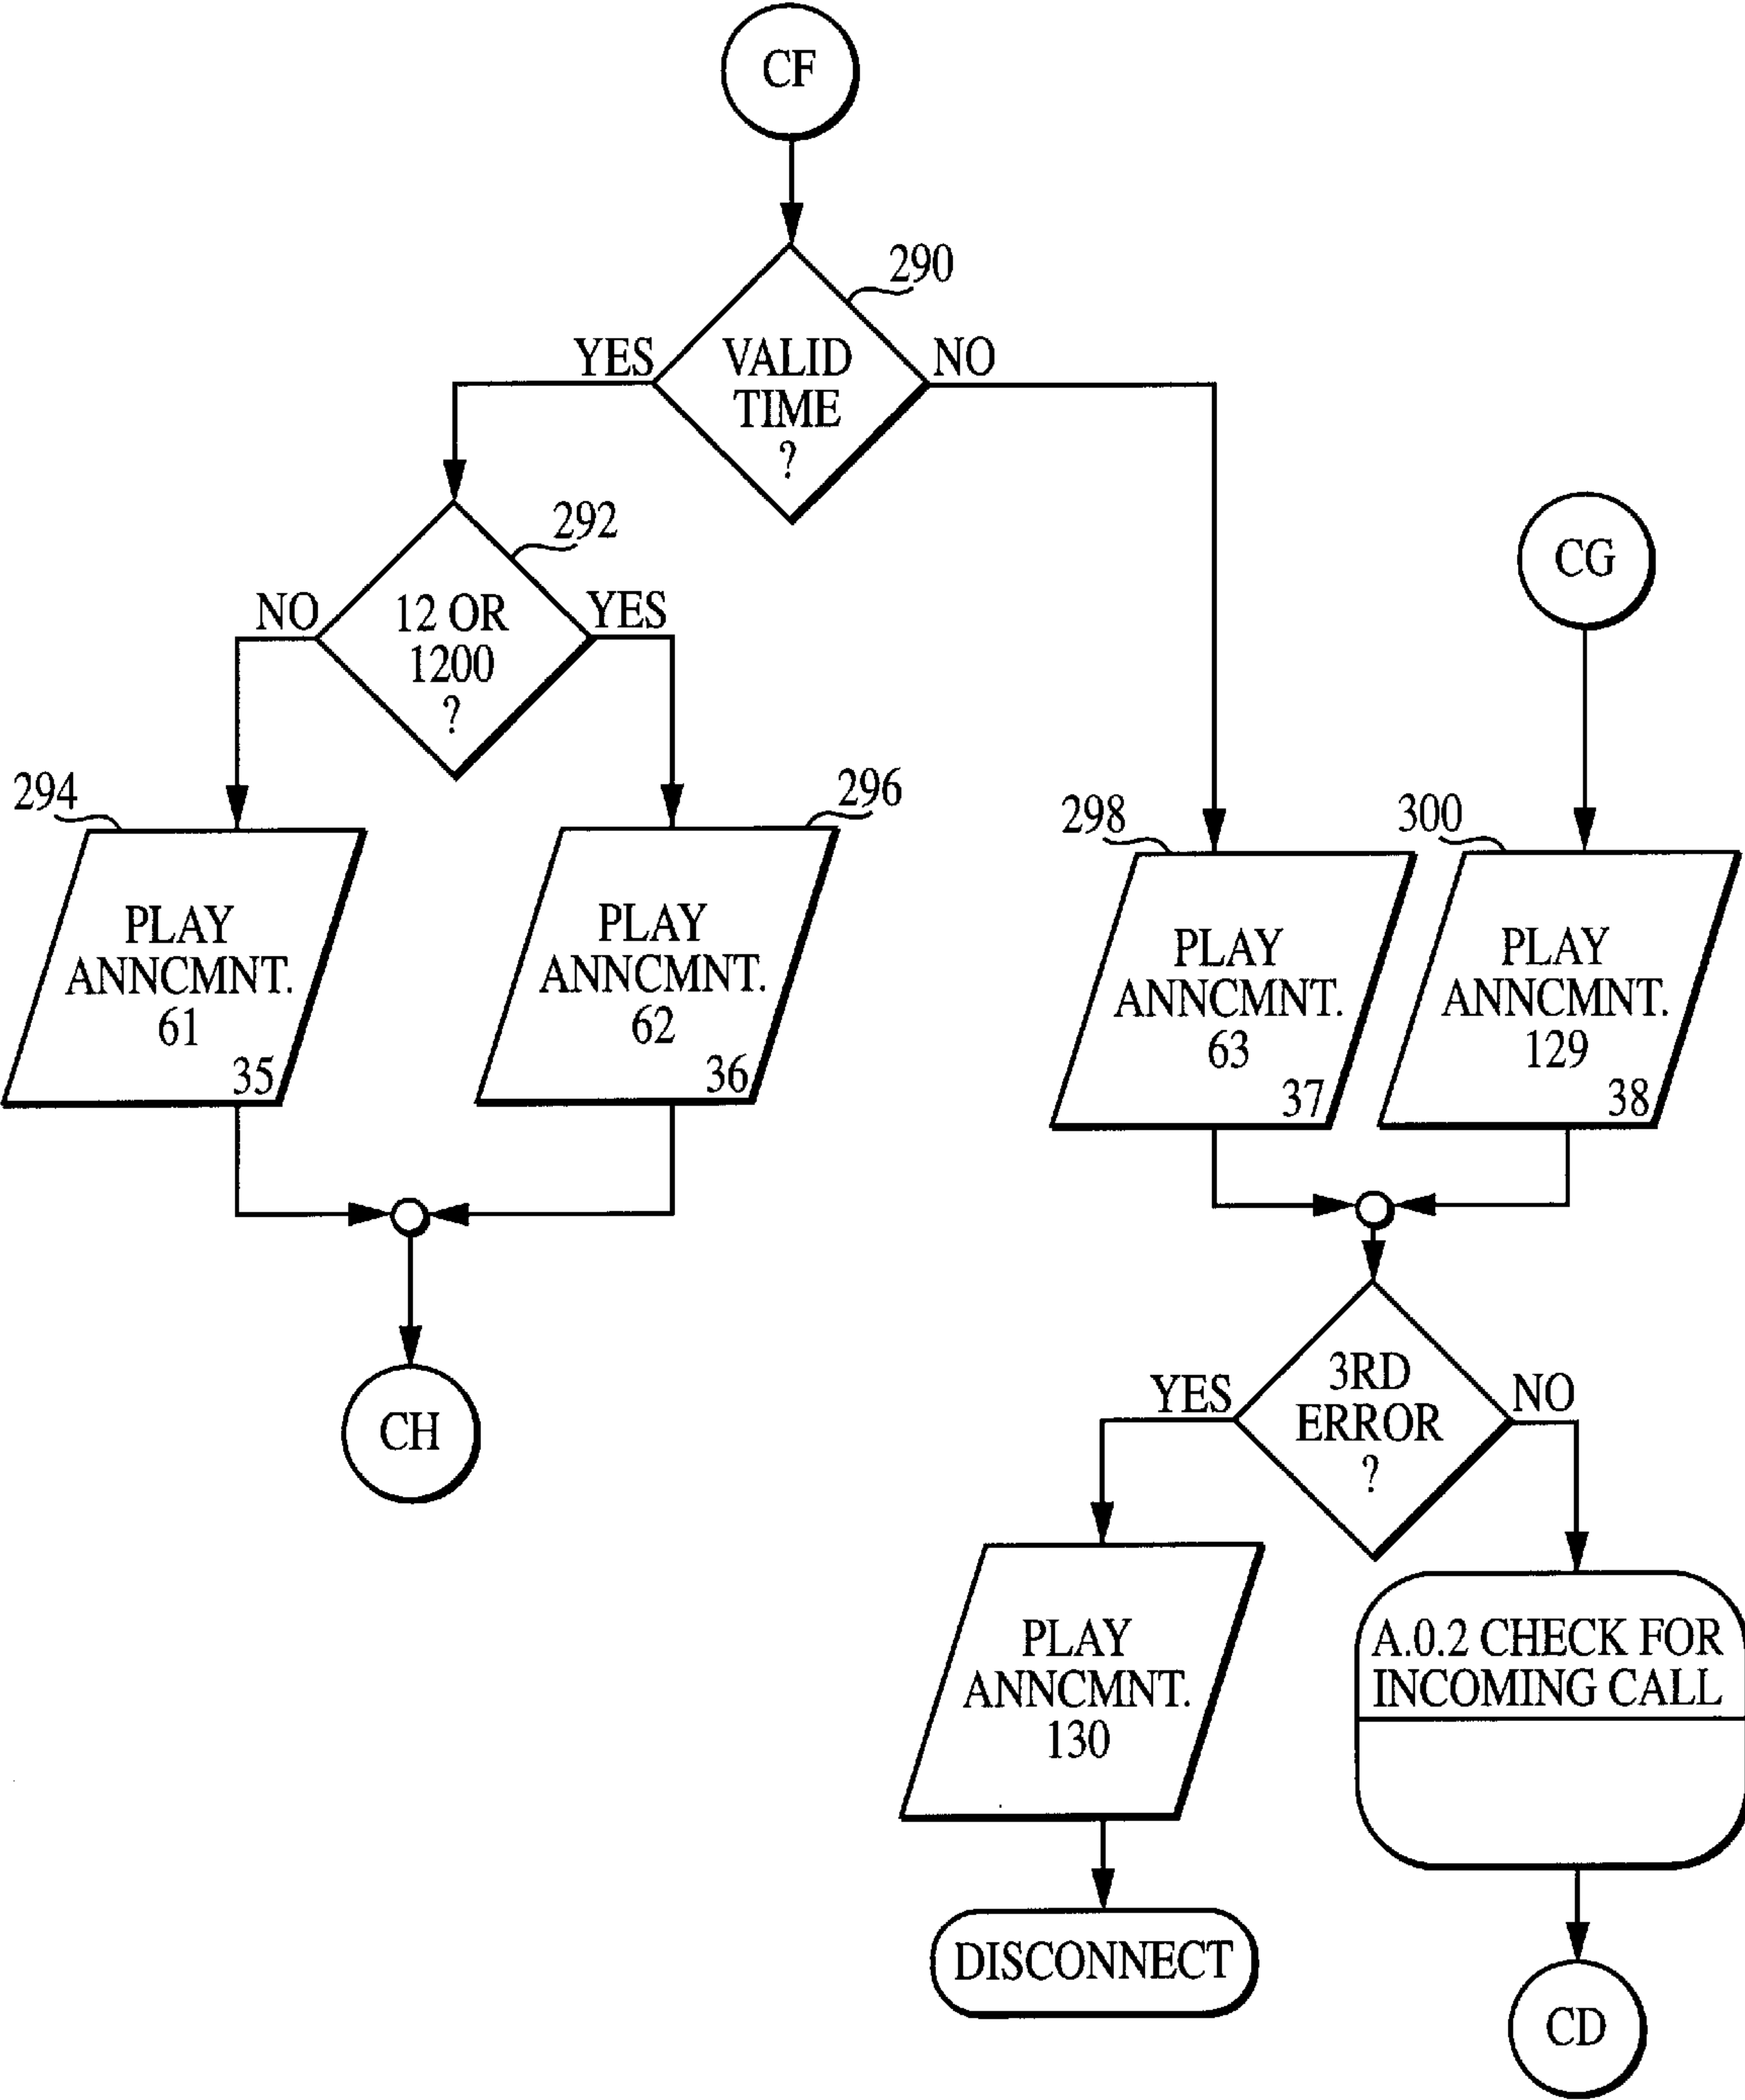 CF
290
YES
VALID
TIME
?
NO
292
NO
12 OR
1200
?
YES
CG
294
PLAY
ANNCMNT.
61
35
296
PLAY
ANNCMNT.
62
36
298
PLAY
ANNCMNT.
63
37
300
PLAY
ANNCMNT.
129
38
CH
YES
3RD
ERROR
?
NO
PLAY
ANNCMNT.
130
A.0.2 CHECK FOR
INCOMING CALL
DISCONNECT
CD